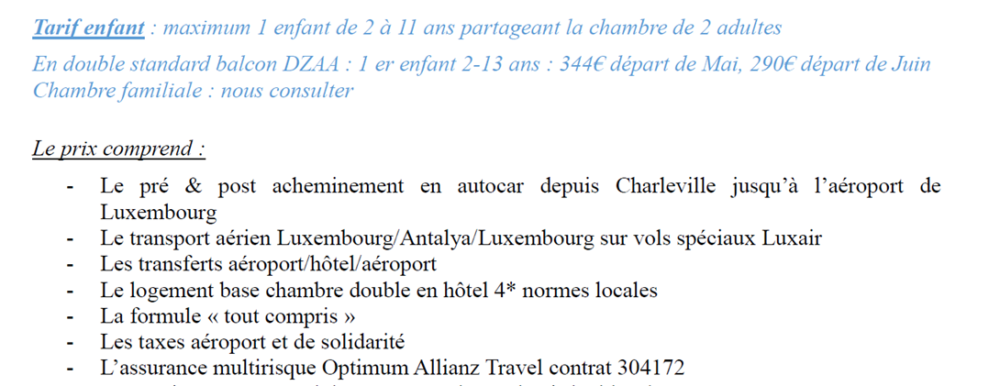 Tarif enfant : maximum 1 enfant de 2 à 11 ans partageant la chambre de 2 adultes
En double standard balcon DZAA : 1 er enfant 2-13 ans : 344€ départ de Mai, 290€ départ de Juin
Chambre familiale : nous consulter
Le prix comprend :
- Le pré & post acheminement en autocar depuis Charleville jusqu’à l’aéroport de
Luxembourg
- Le transport aérien Luxembourg/Antalya/Luxembourg sur vols spéciaux Luxair
- Les transferts aéroport/hôtel/aéroport
- Le logement base chambre double en hôtel 4* normes locales
- La formule « tout compris »
- Les taxes aéroport et de solidarité
- L’assurance multirisque Optimum Allianz Travel contrat 304172